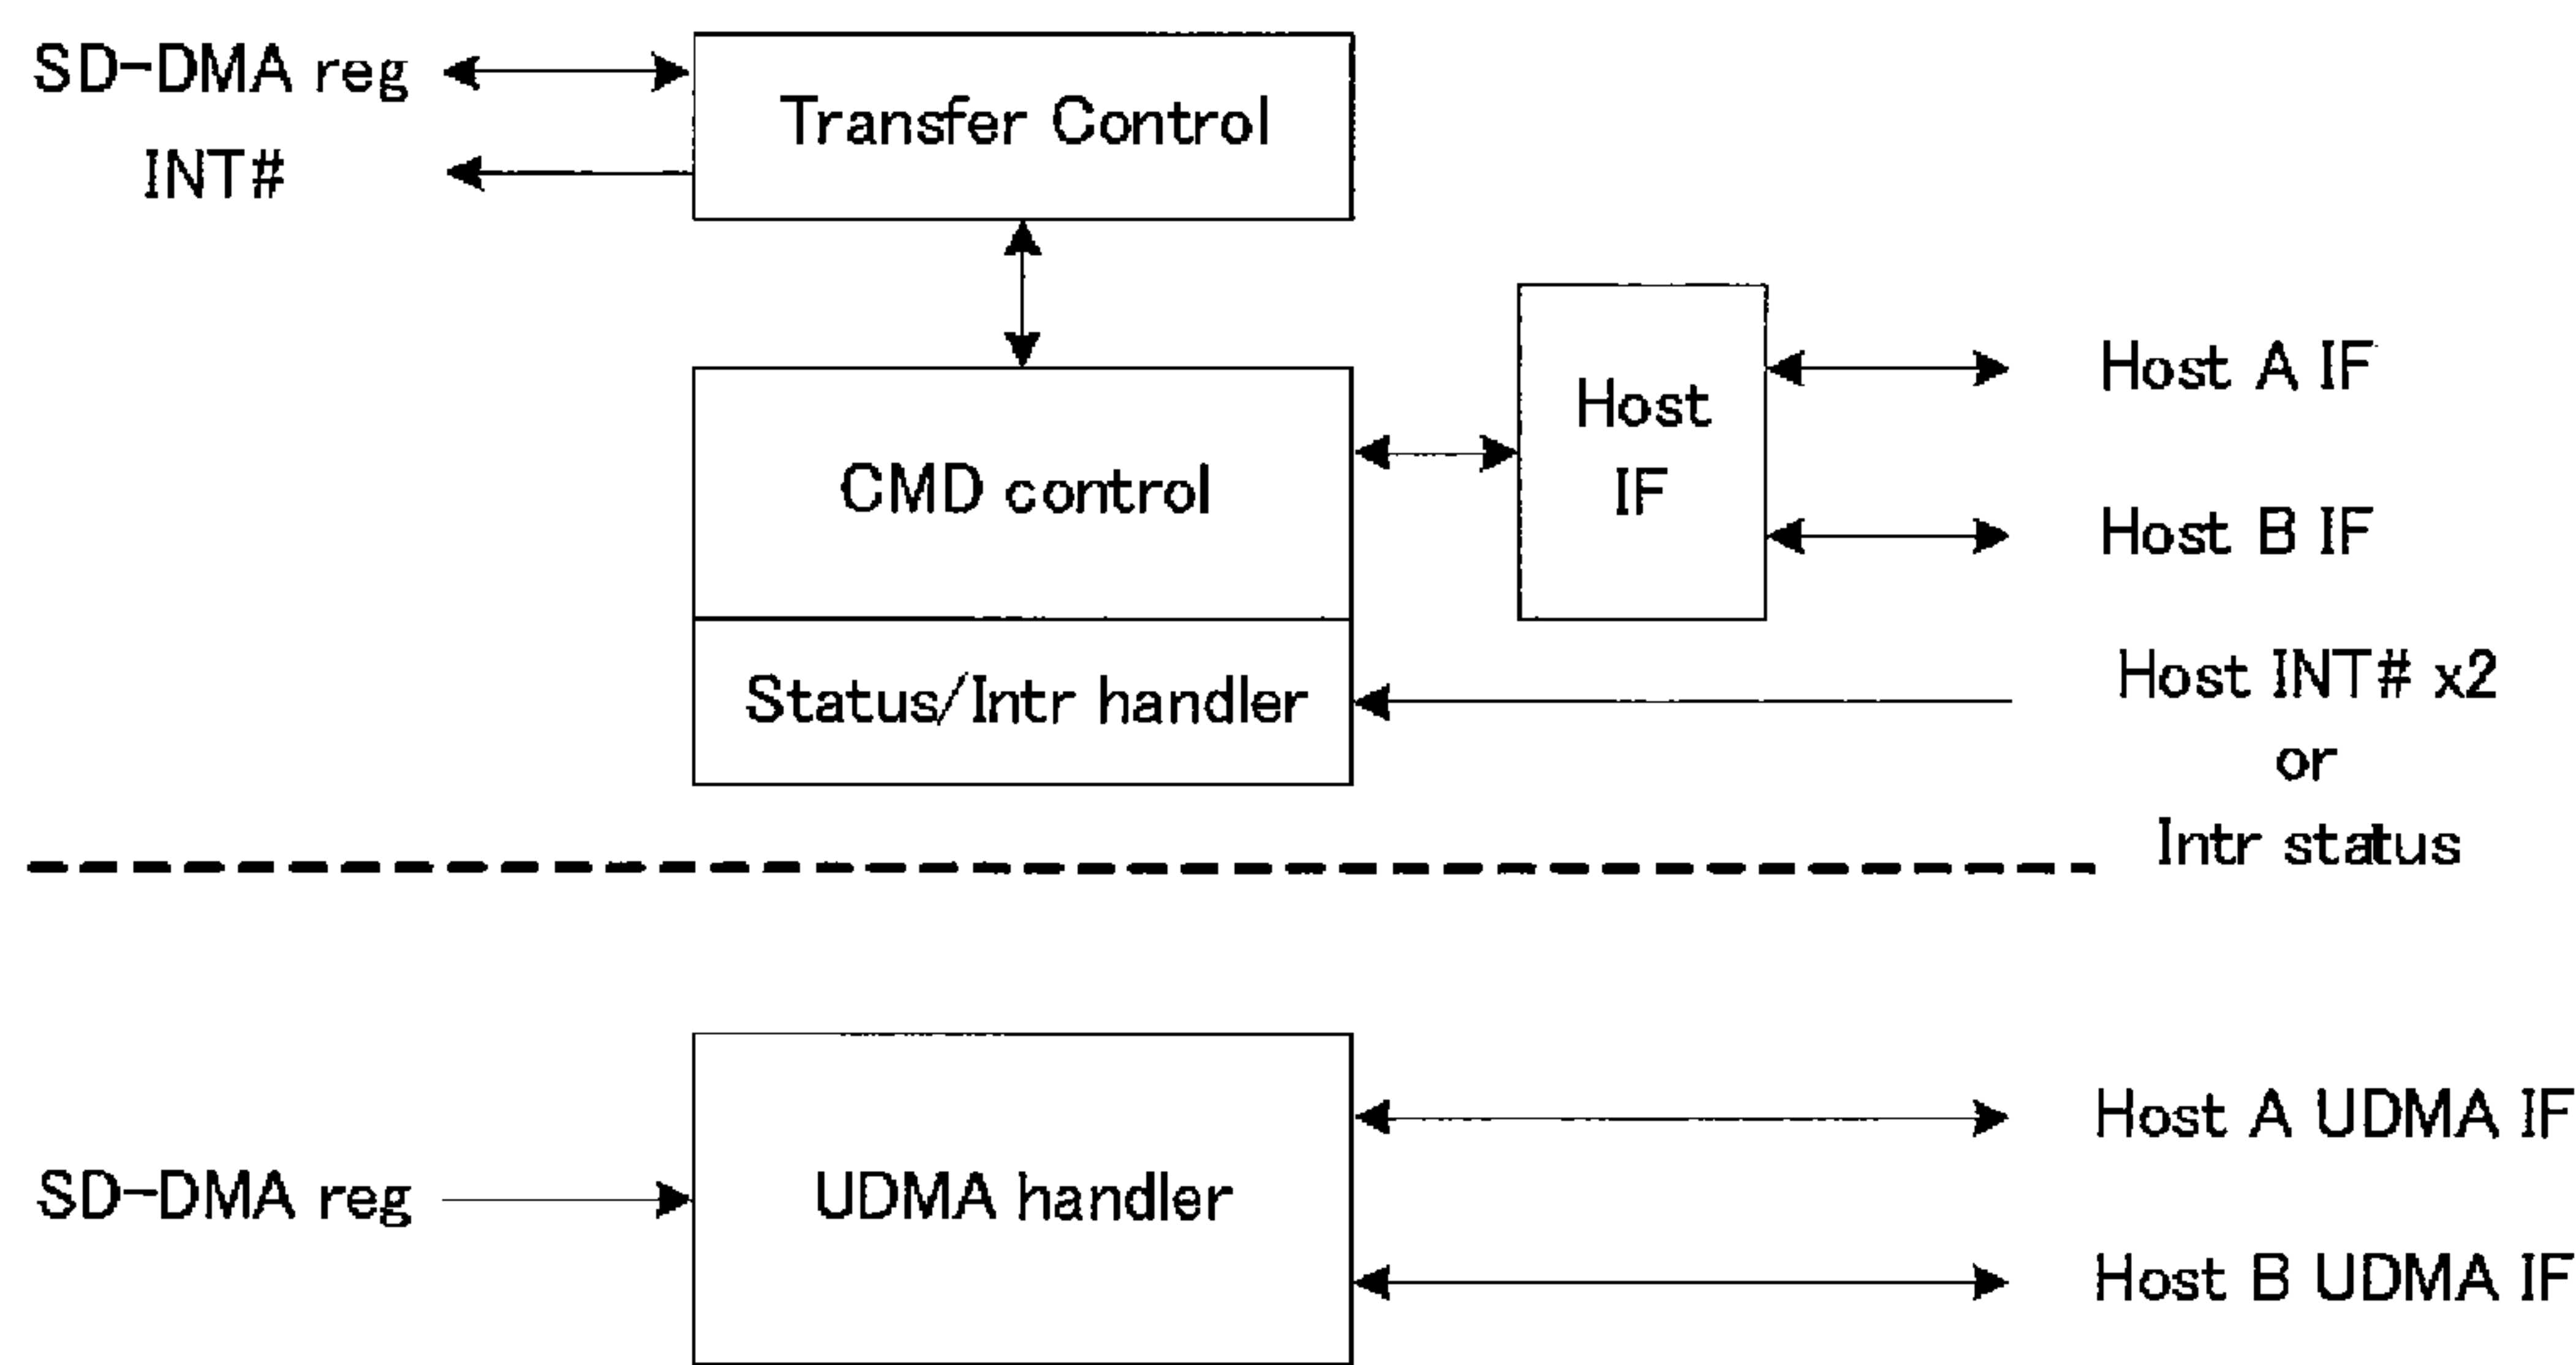 SD-DMA reg
INT#
Transfer Control
CMD control
Host
IF
Host A IF
Host B IF
Status/Intr handler
Host INT# x2
or
Intr status
SD-DMA reg
UDMA handler
Host A UDMA IF
Host B UDMA IF